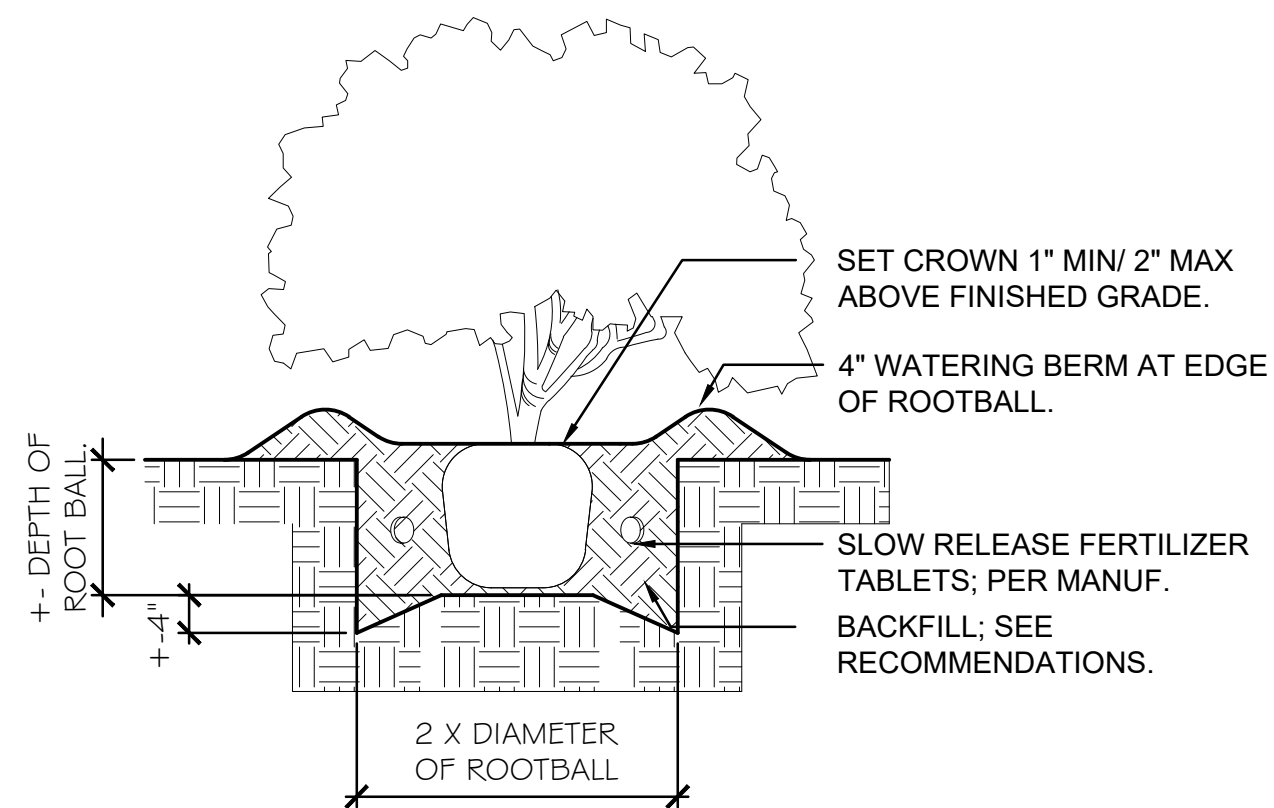 SET CROWN 1" MIN/ 2" MAX
ABOVE FINISHED GRADE.
4" WATERING BERM AT EDGE
OF ROOTBALL.
+- DEPTH OF
ROOT BALL.
+-4"
SLOW RELEASE FERTILIZER
TABLETS; PER MANUF.
BACKFILL; SEE
RECOMMENDATIONS.
2 X DIAMETER
OF ROOTBALL